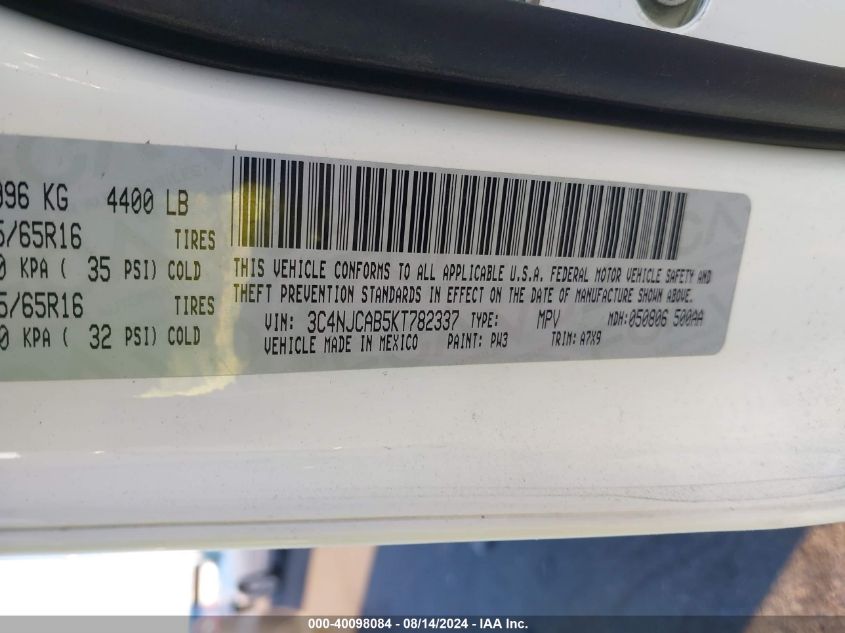 996 KG 4400 LB
5/65R16 TIRES
0 KPA ( 35 PSI) COLD
5/65R16 TIRES
0 KPA ( 32 PSI) COLD
THIS VEHICLE CONFORMS TO ALL APPLICABLE U.S.A. FEDERAL MOTOR VEHICLE SAFETY AND
THEFT PREVENTION STANDARDS IN EFFECT ON THE DATE OF MANUFACTURE SHOWN ABOVE.
VIN: 3C4NJCAB5KT782337 TYPE: MPV MDH: 050806 500AA
VEHICLE MADE IN MEXICO PAINT: PW3 TRIM: A7X9
000-40098084 - 08/14/2024 - IAA Inc.